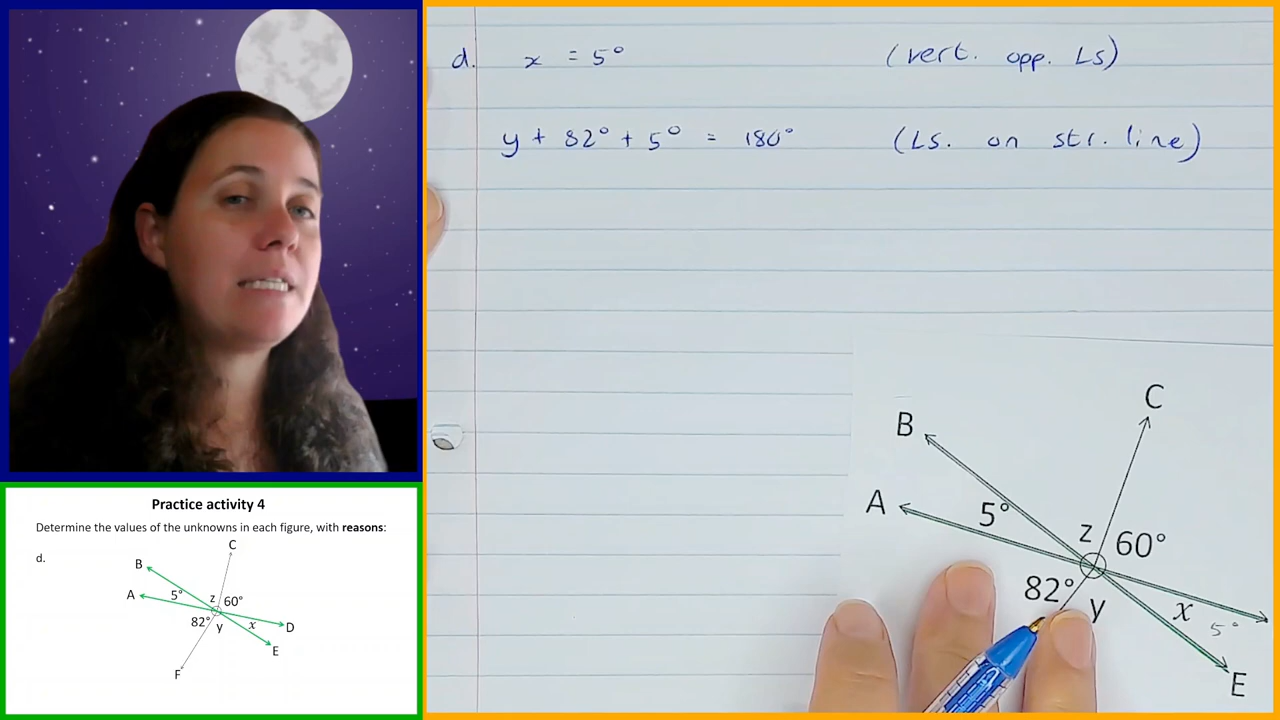 d. x = 5° (vert. opp. ∠s)
y + 82° + 5° = 180° (∠s. on str. line)
C
B
A
5°
z
60°
82°
y
x
5°
E
Practice activity 4
Determine the values of the unknowns in each figure, with reasons:
d.
C
B
A
5°
z
60°
82°
y
x
D
E
F